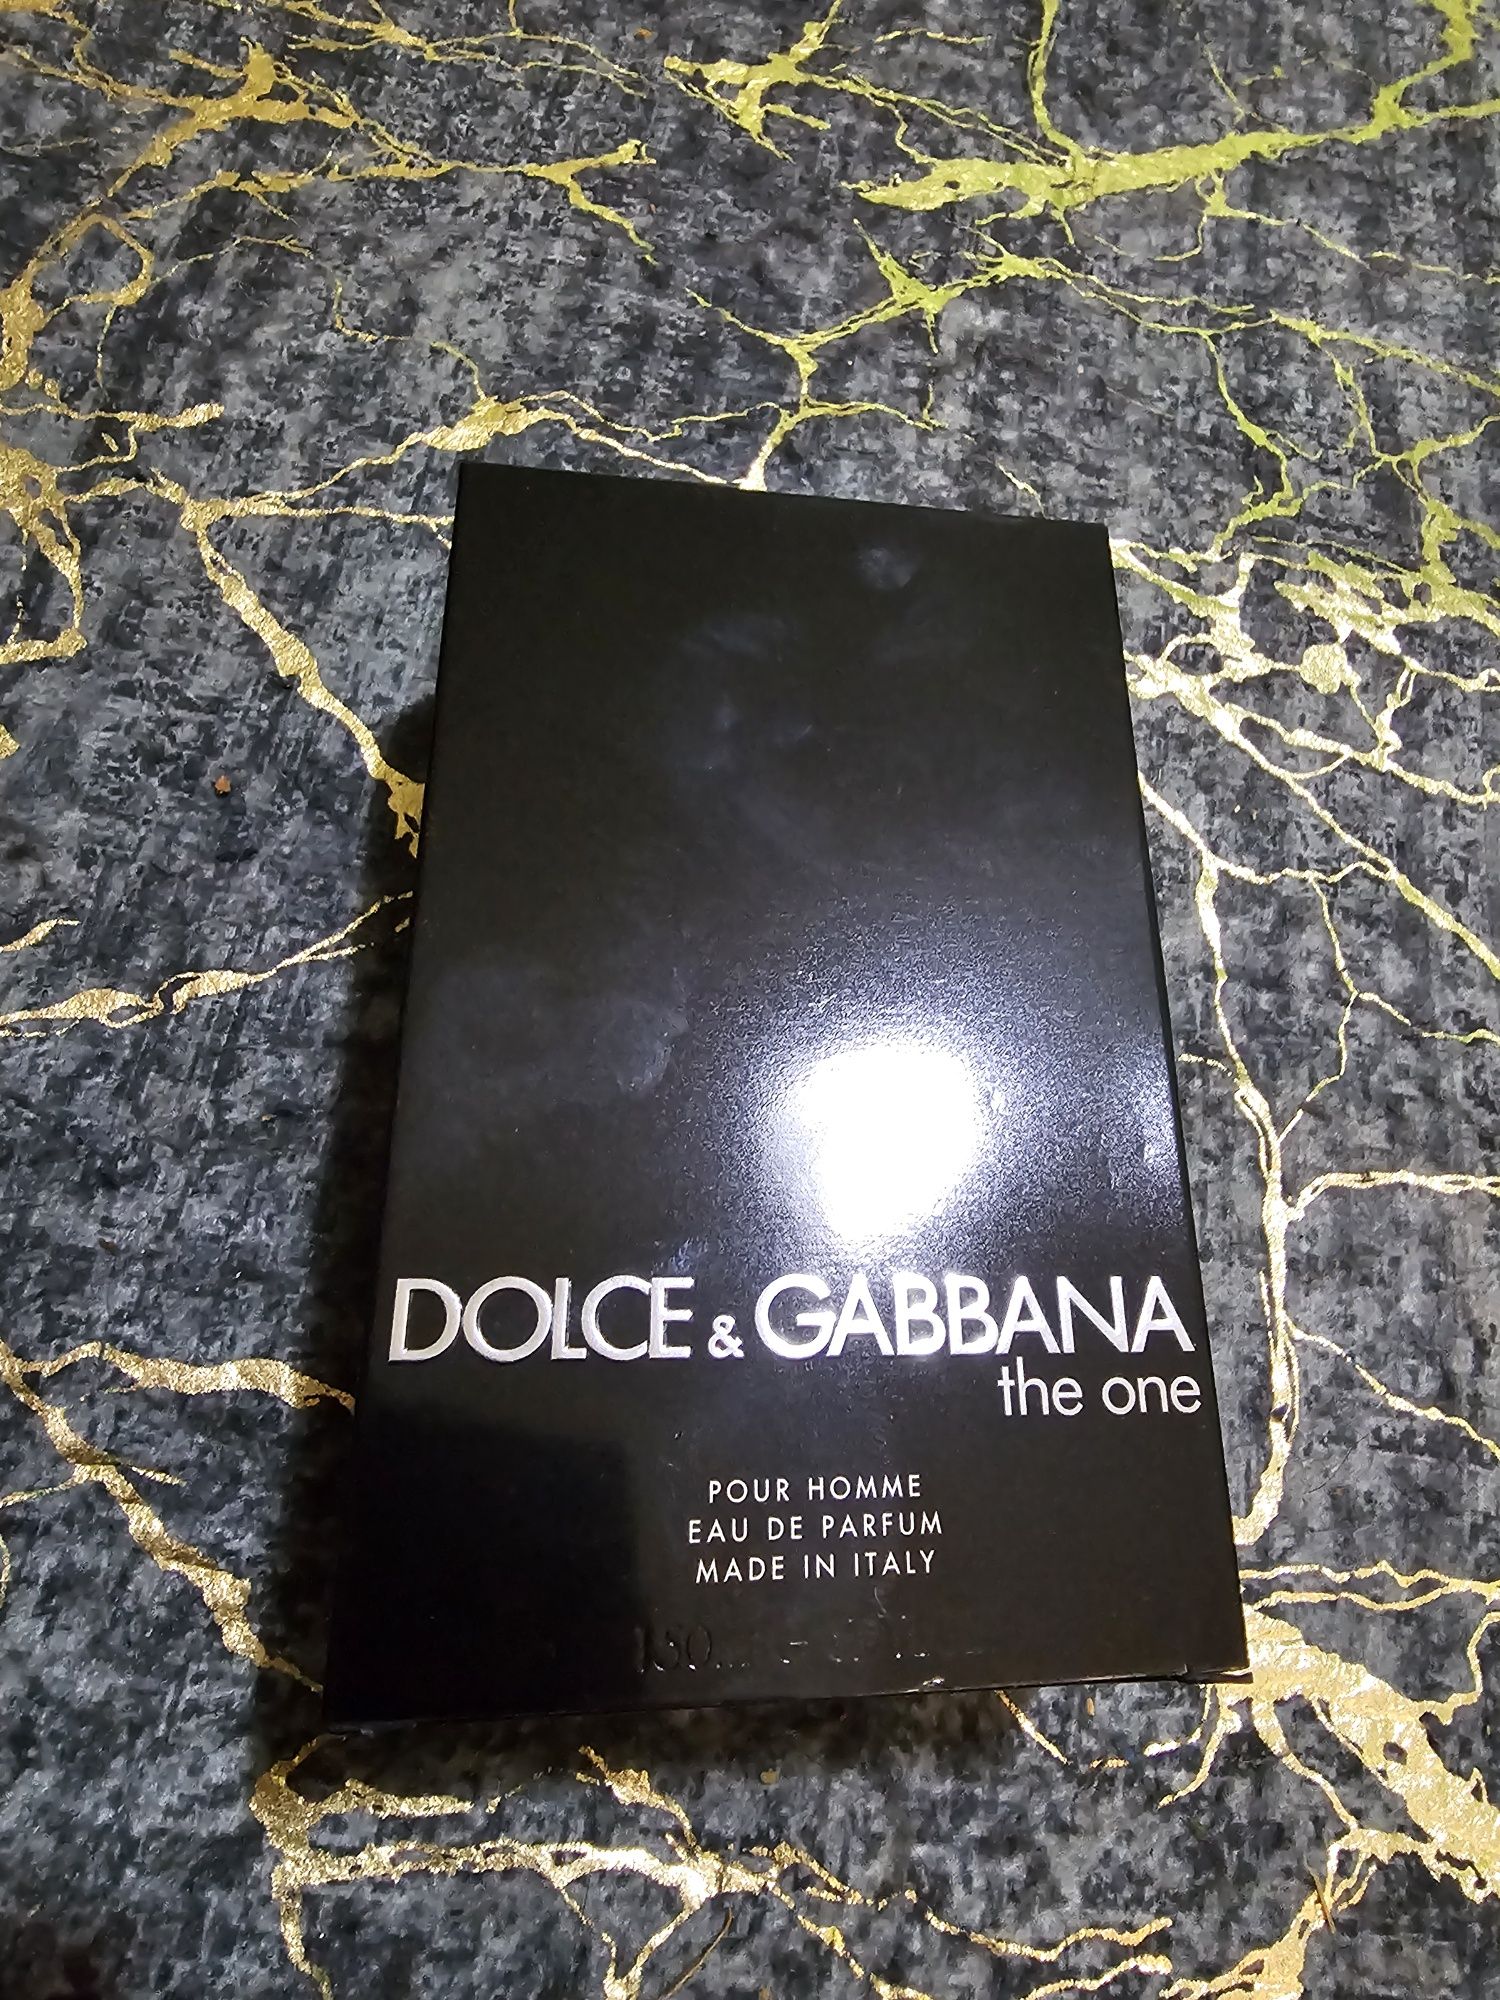 DOLCE & GABBANA
the one
POUR HOMME
EAU DE PARFUM
MADE IN ITALY